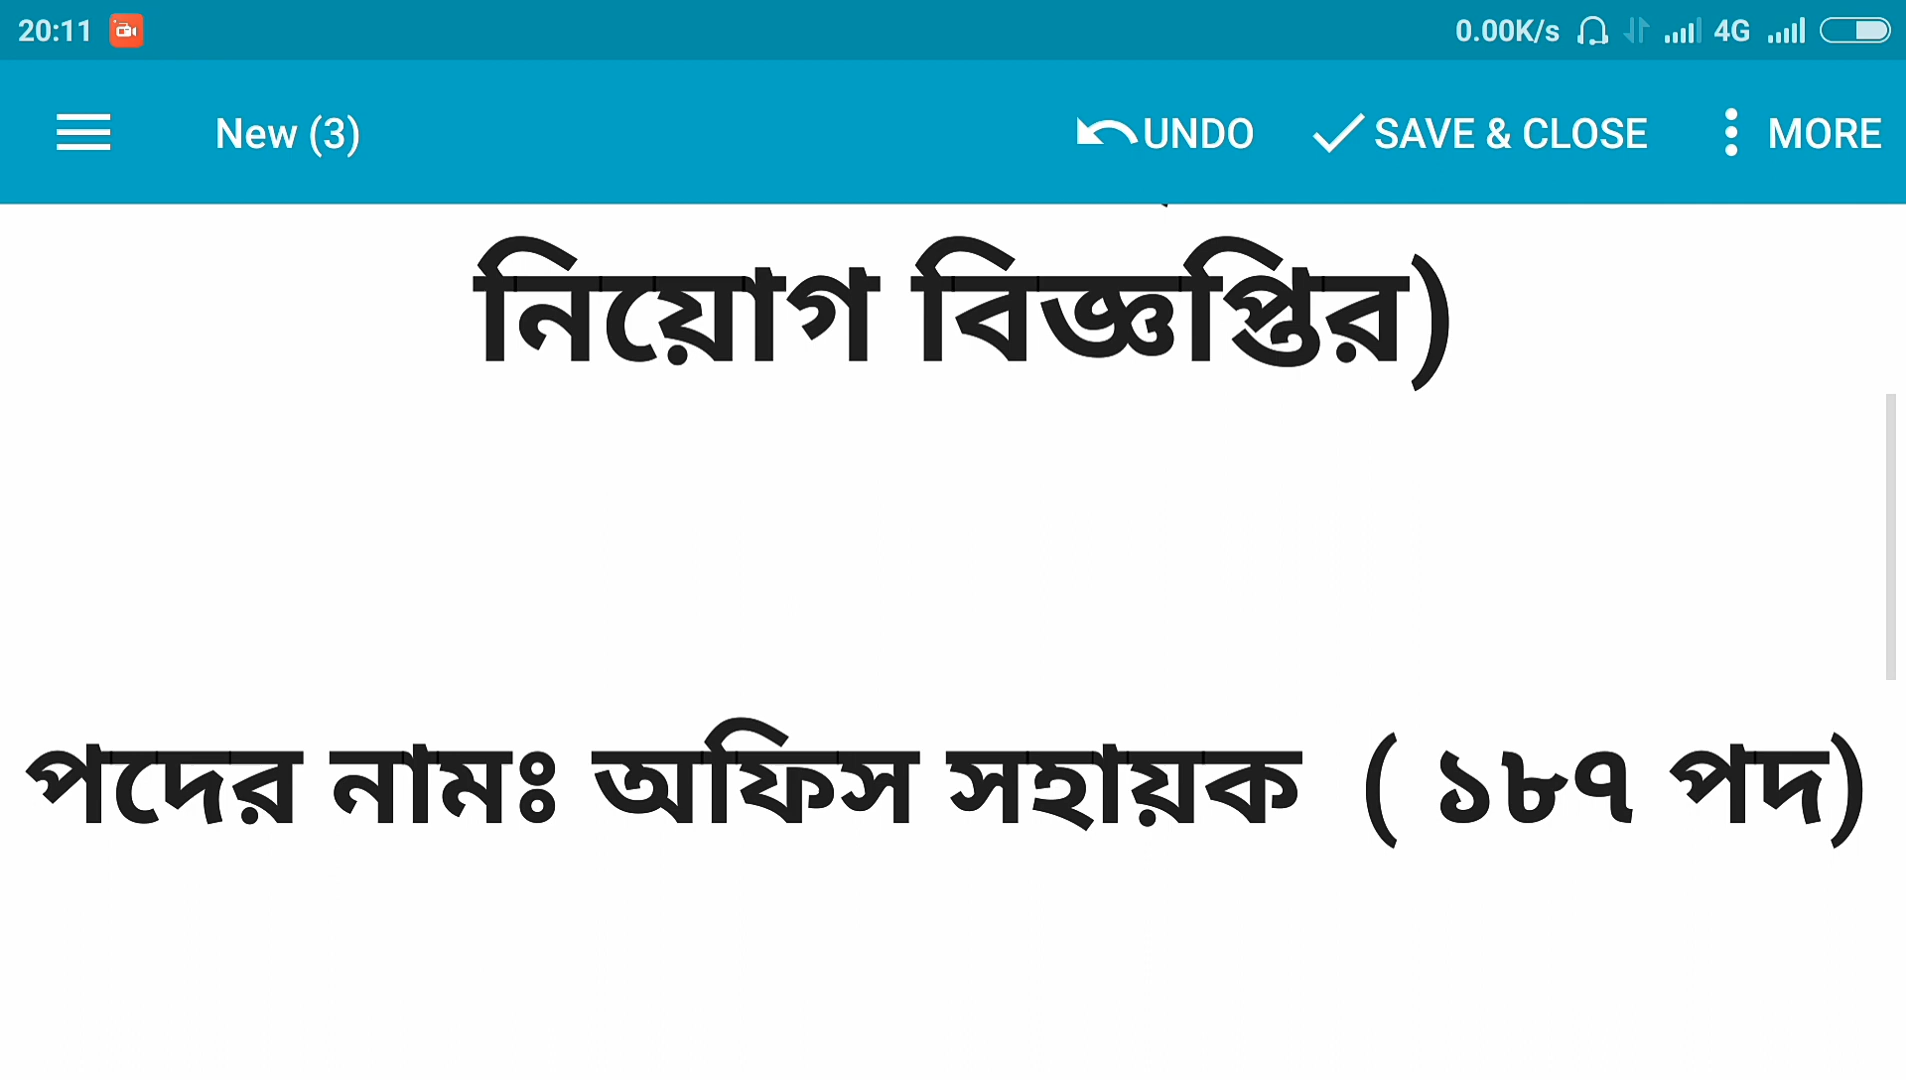 20:11 0.00K/s 4G
New (3) UNDO SAVE & CLOSE MORE
নিয়োগ বিজ্ঞপ্তির)
পদের নামঃ অফিস সহায়ক ( ১৮৭ পদ)